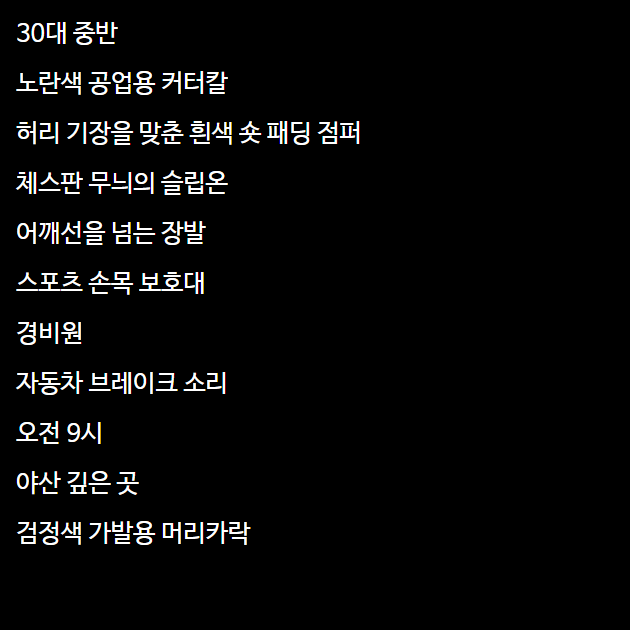 30대 중반
노란색 공업용 커터칼
허리 기장을 맞춘 흰색 숏 패딩 점퍼
체스판 무늬의 슬립온
어깨선을 넘는 장발
스포츠 손목 보호대
경비원
자동차 브레이크 소리
오전 9시
야산 깊은 곳
검정색 가발용 머리카락